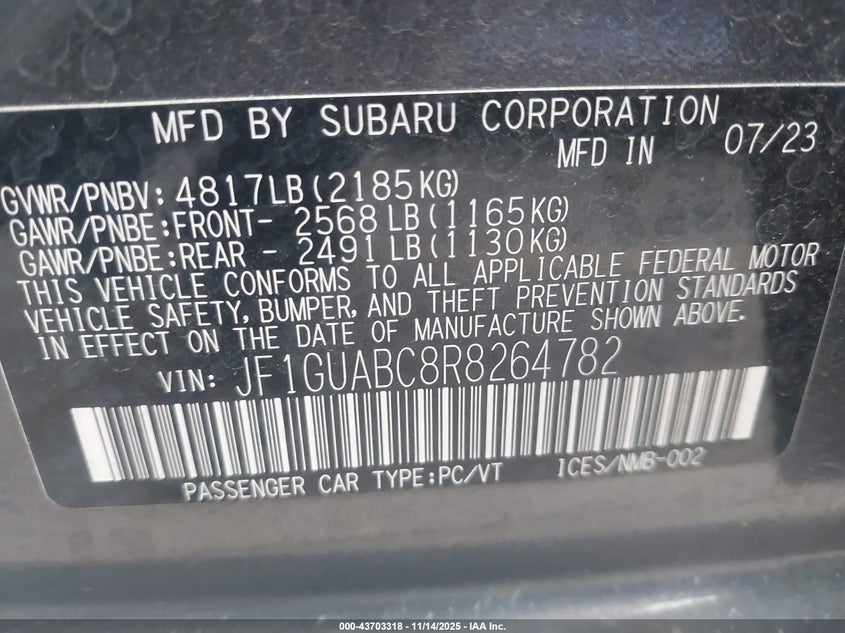 MFD BY SUBARU CORPORATION
MFD IN 07/23
GVWR/PNBV: 4817LB(2185KG)
GAWR/PNBE:FRONT- 2568 LB(1165KG)
GAWR/PNBE:REAR - 2491 LB(1130KG)
THIS VEHICLE CONFORMS TO ALL APPLICABLE FEDERAL MOTOR
VEHICLE SAFETY, BUMPER, AND THEFT PREVENTION STANDARDS
IN EFFECT ON THE DATE OF MANUFACTURE SHOWN ABOVE.
VIN: JF1GUABC8R8264782
PASSENGER CAR TYPE:PC/VT ICES/NMB-002
000-43703318 - 11/14/2025 - IAA Inc.